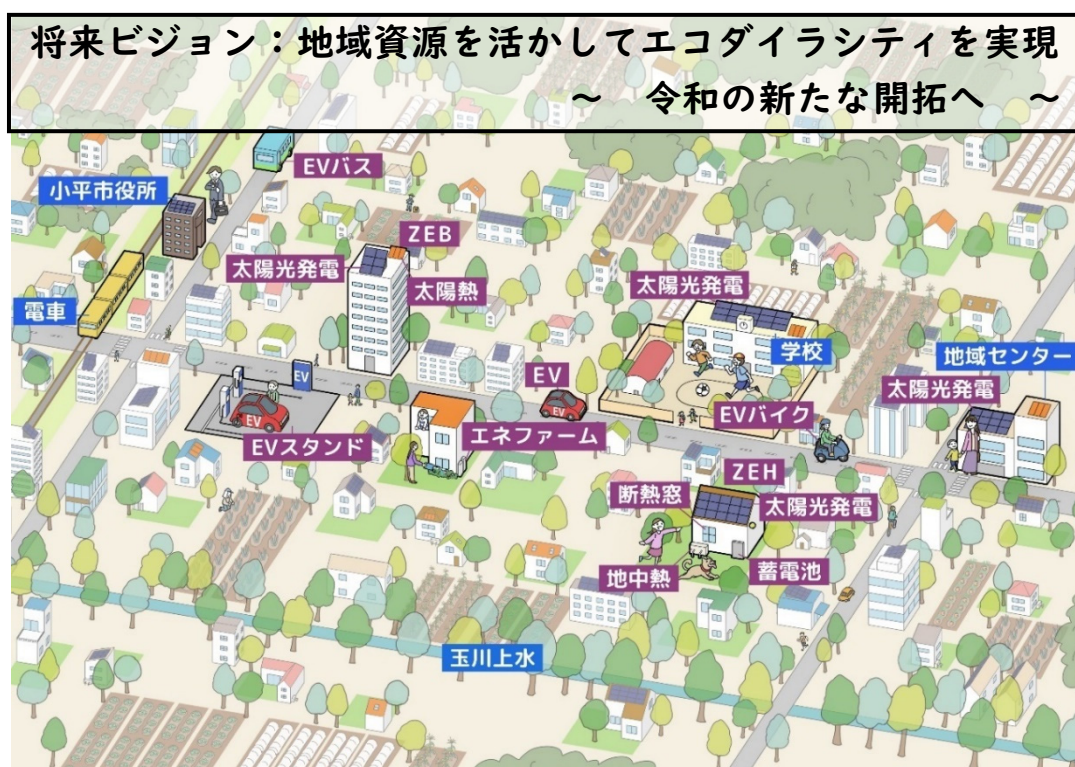 将来ビジョン：地域資源を活かしてエコダイラシティを実現
～　令和の新たな開拓へ　～
EVバス
小平市役所
ZEB
太陽光発電
太陽熱
太陽光発電
電車
学校
地域センター
EV
EV
太陽光発電
EV
EVバイク
EVスタンド
エネファーム
ZEH
断熱窓
太陽光発電
地中熱
蓄電池
玉川上水
EV